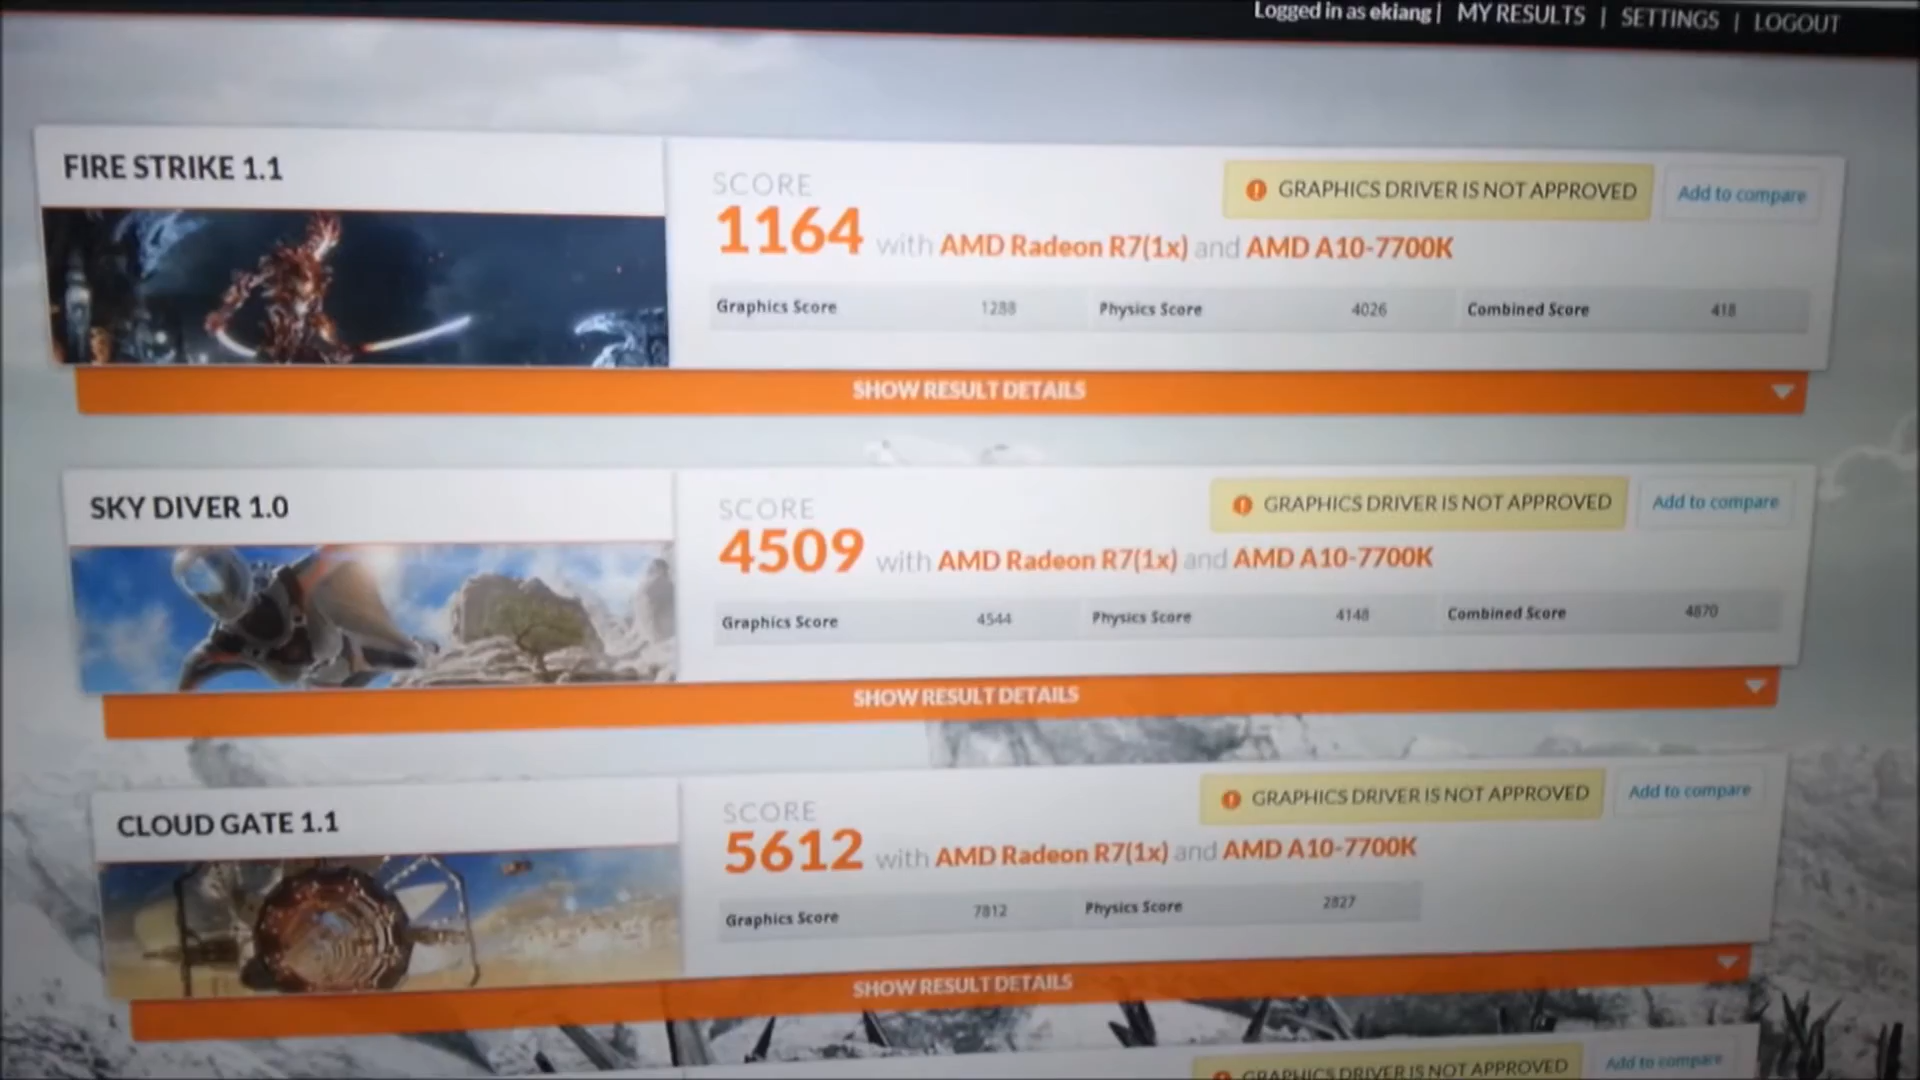 Logged in as ekiang | MY RESULTS | SETTINGS | LOGOUT
FIRE STRIKE 1.1
SCORE
GRAPHICS DRIVER IS NOT APPROVED
Add to compare
1164 with AMD Radeon R7(1x) and AMD A10-7700K
Graphics Score 1288 Physics Score 4026 Combined Score 418
SHOW RESULT DETAILS
SKY DIVER 1.0
SCORE
GRAPHICS DRIVER IS NOT APPROVED
Add to compare
4509 with AMD Radeon R7(1x) and AMD A10-7700K
Graphics Score 4544 Physics Score 4148 Combined Score 4870
SHOW RESULT DETAILS
CLOUD GATE 1.1
SCORE
GRAPHICS DRIVER IS NOT APPROVED
Add to compare
5612 with AMD Radeon R7(1x) and AMD A10-7700K
Graphics Score 7812 Physics Score 2827
SHOW RESULT DETAILS
GRAPHICS DRIVER IS NOT APPROVED
Add to compare